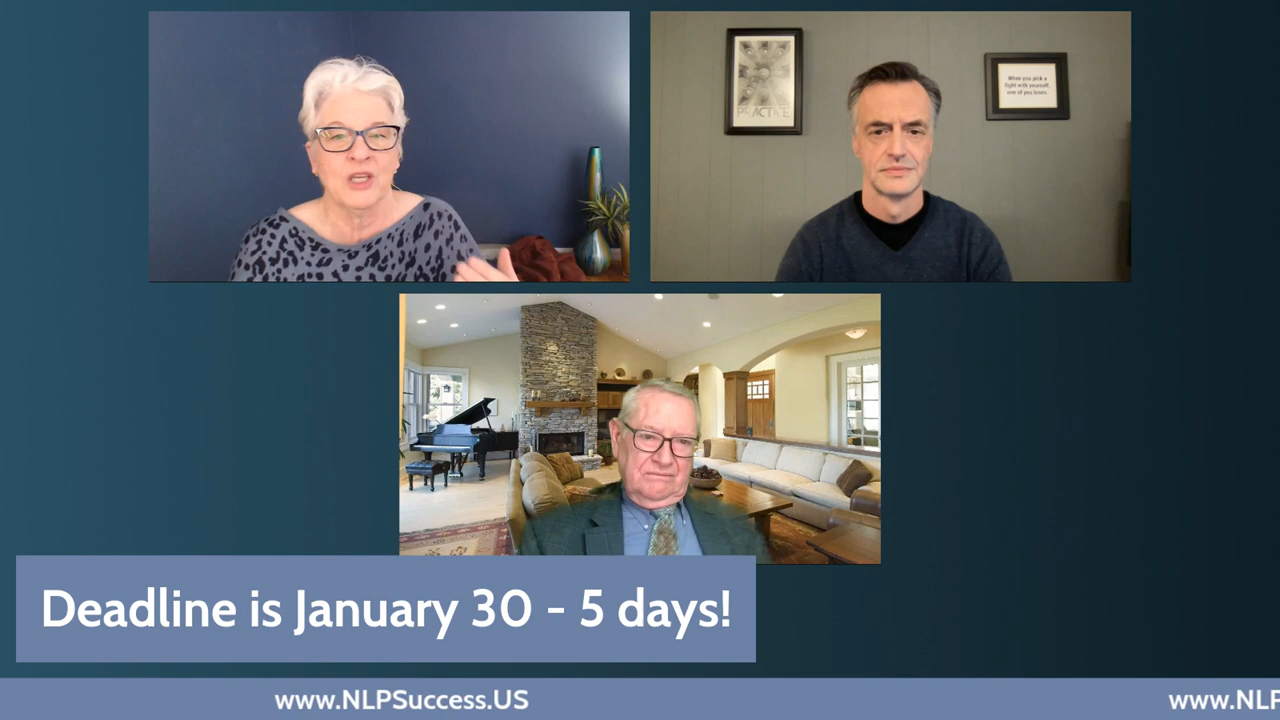 PRACTICE
When you pick a
fight with yourself,
one of you loses.
Deadline is January 30 - 5 days!
www.NLPSuccess.US
www.NLP